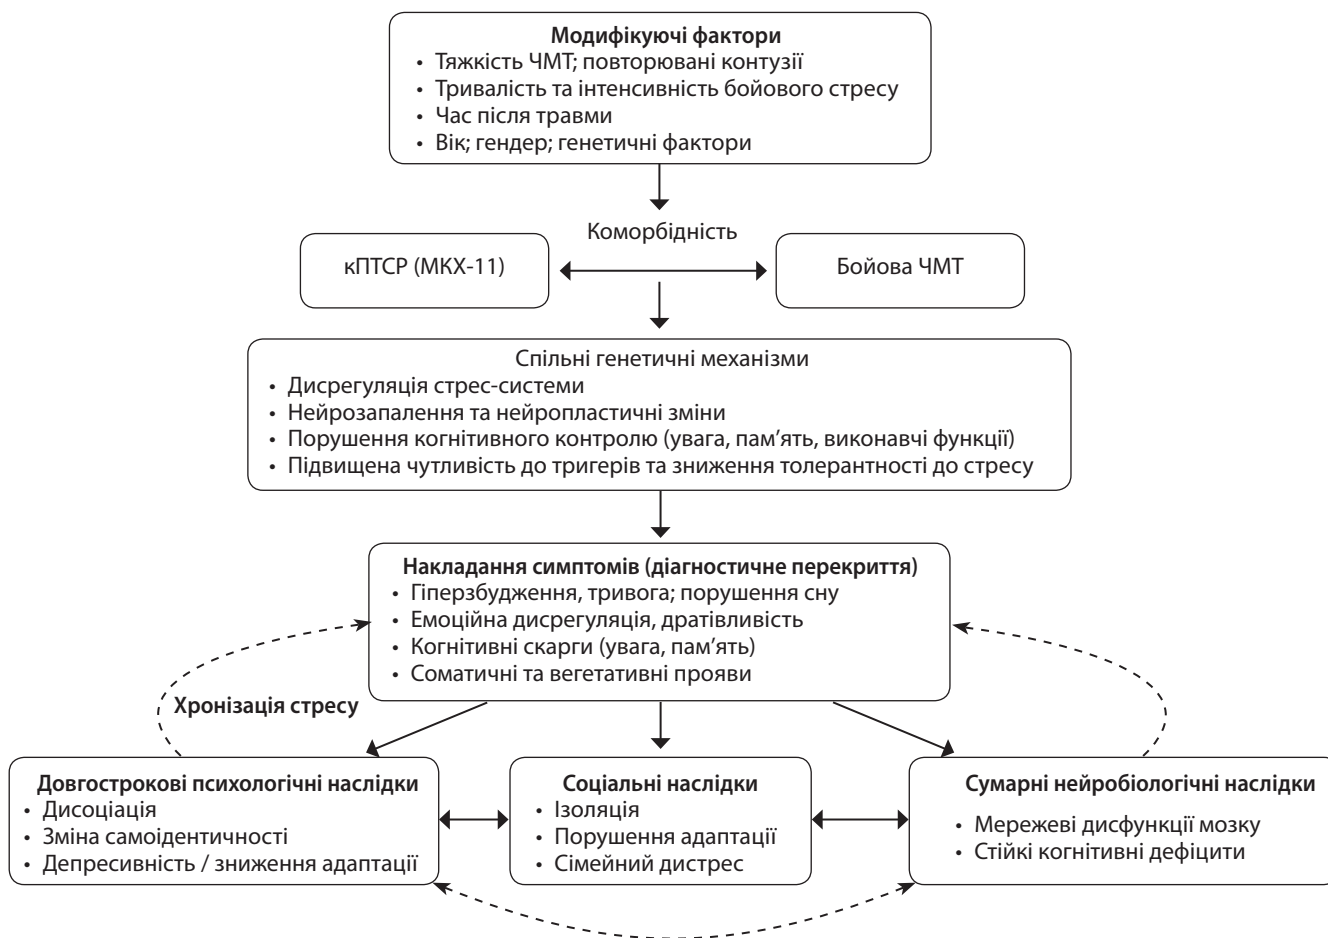 Модифікуючі фактори
• Тяжкість ЧМТ; повторювані контузії
• Тривалість та інтенсивність бойового стресу
• Час після травми
• Вік; гендер; генетичні фактори
Коморбідність
кПТСР (МКХ-11)
Бойова ЧМТ
Спільні генетичні механізми
• Дисрегуляція стрес-системи
• Нейрозапалення та нейропластичні зміни
• Порушення когнітивного контролю (увага, пам’ять, виконавчі функції)
• Підвищена чутливість до тригерів та зниження толерантності до стресу
Накладання симптомів (діагностичне перекриття)
• Гіперзбудження, тривога; порушення сну
• Емоційна дисрегуляція, дратівливість
• Когнітивні скарги (увага, пам’ять)
• Соматичні та вегетативні прояви
Хронізація стресу
Довгострокові психологічні наслідки
• Дисоціація
• Зміна самоідентичності
• Депресивність / зниження адаптації
Соціальні наслідки
• Ізоляція
• Порушення адаптації
• Сімейний дистрес
Сумарні нейробіологічні наслідки
• Мережеві дисфункції мозку
• Стійкі когнітивні дефіцити